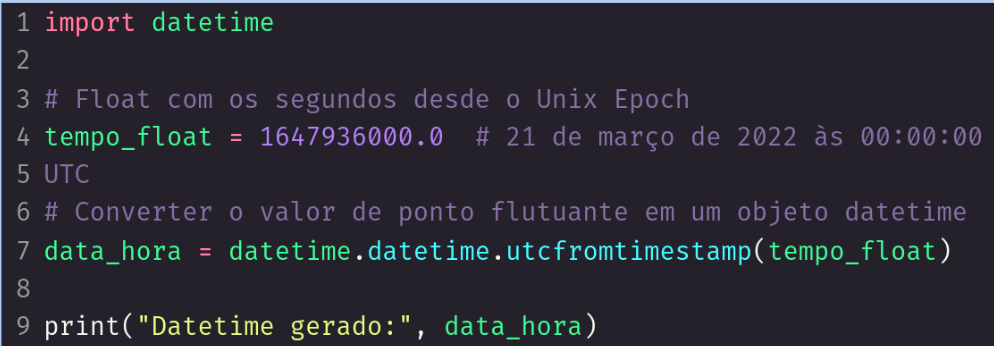 1 import datetime
2
3 # Float com os segundos desde o Unix Epoch
4 tempo_float = 1647936000.0  # 21 de março de 2022 às 00:00:00
5 UTC
6 # Converter o valor de ponto flutuante em um objeto datetime
7 data_hora = datetime.datetime.utcfromtimestamp(tempo_float)
8
9 print("Datetime gerado:", data_hora)